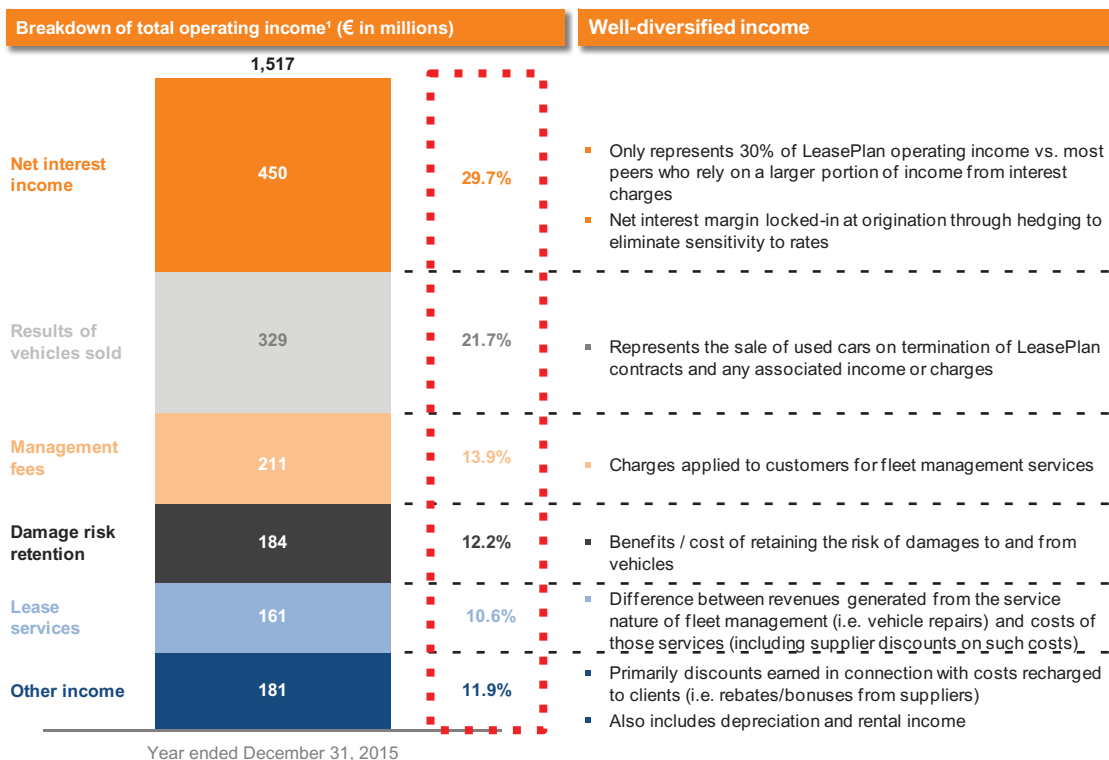 Breakdown of total operating income¹ (€ in millions)
Well-diversified income
1,517
Net interest
income
450
29.7%
▪ Only represents 30% of LeasePlan operating income vs. most
peers who rely on a larger portion of income from interest
charges
▪ Net interest margin locked-in at origination through hedging to
eliminate sensitivity to rates
Results of
vehicles sold
329
21.7%
▪ Represents the sale of used cars on termination of LeasePlan
contracts and any associated income or charges
Management
fees
211
13.9%
▪ Charges applied to customers for fleet management services
Damage risk
retention
184
12.2%
▪ Benefits / cost of retaining the risk of damages to and from
vehicles
Lease
services
161
10.6%
▪ Difference between revenues generated from the service
nature of fleet management (i.e. vehicle repairs) and costs of
those services (including supplier discounts on such costs)
Other income
181
11.9%
▪ Primarily discounts earned in connection with costs recharged
to clients (i.e. rebates/bonuses from suppliers)
▪ Also includes depreciation and rental income
Year ended December 31, 2015